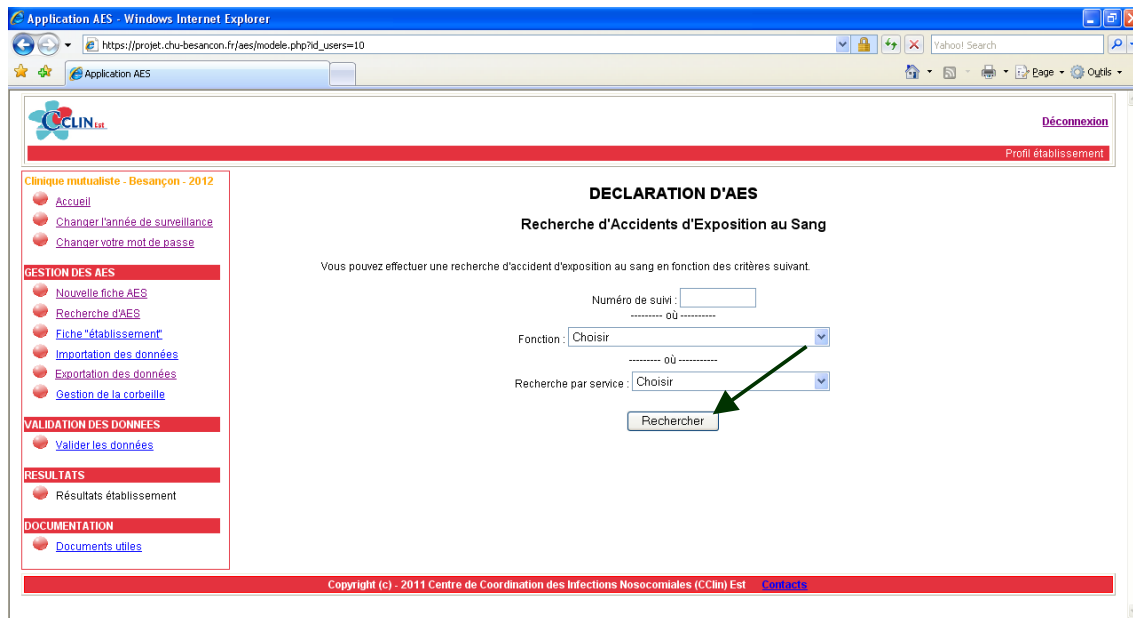 Application AES - Windows Internet Explorer
https://projet.chu-besancon.fr/aes/modele.php?id_users=10
Yahoo! Search
Application AES
Page
Outils
CCLIN Est
Déconnexion
Profil établissement
Clinique mutualiste - Besançon - 2012
Accueil
Changer l'année de surveillance
Changer votre mot de passe
GESTION DES AES
Nouvelle fiche AES
Recherche d'AES
Fiche "établissement"
Importation des données
Exportation des données
Gestion de la corbeille
VALIDATION DES DONNEES
Valider les données
RESULTATS
Résultats établissement
DOCUMENTATION
Documents utiles
DECLARATION D'AES
Recherche d'Accidents d'Exposition au Sang
Vous pouvez effectuer une recherche d'accident d'exposition au sang en fonction des critères suivant.
Numéro de suivi :
--------- où ----------
Fonction : Choisir
--------- où -----------
Recherche par service : Choisir
Rechercher
Copyright (c) - 2011 Centre de Coordination des Infections Nosocomiales (CClin) Est Contacts